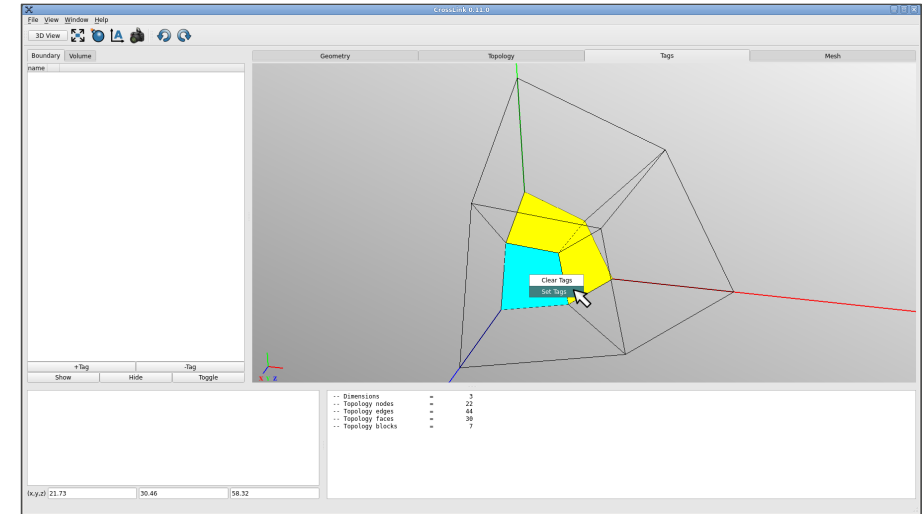 CrossLink 0.11.0
File View Window Help
3D View
Boundary Volume
Geometry Topology Tags Mesh
name
Clear Tags
Set Tags
+Tag -Tag
Show Hide Toggle
X Z
-- Dimensions = 3
-- Topology nodes = 22
-- Topology edges = 44
-- Topology faces = 30
-- Topology blocks = 7
(x,y,z) 21.73 30.46 58.32